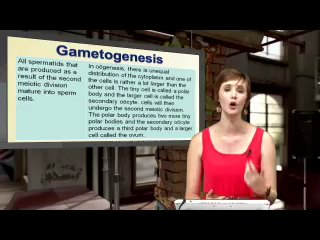 Gametogenesis
All spermatids that
are produced as a
result of the second
meiotic division
mature into sperm
cells.
In oogenesis, there is unequal
distribution of the cytoplasm and one of
the cells is rather a lot larger than the
other cell. The tiny cell is called a polar
body and the larger cell is called the
secondary oocyte. cells will then
undergo the second meiotic division.
The polar body produces two more tiny
polar bodies and the secondary oocyte
produces a third polar body and a larger
cell called the ovum.